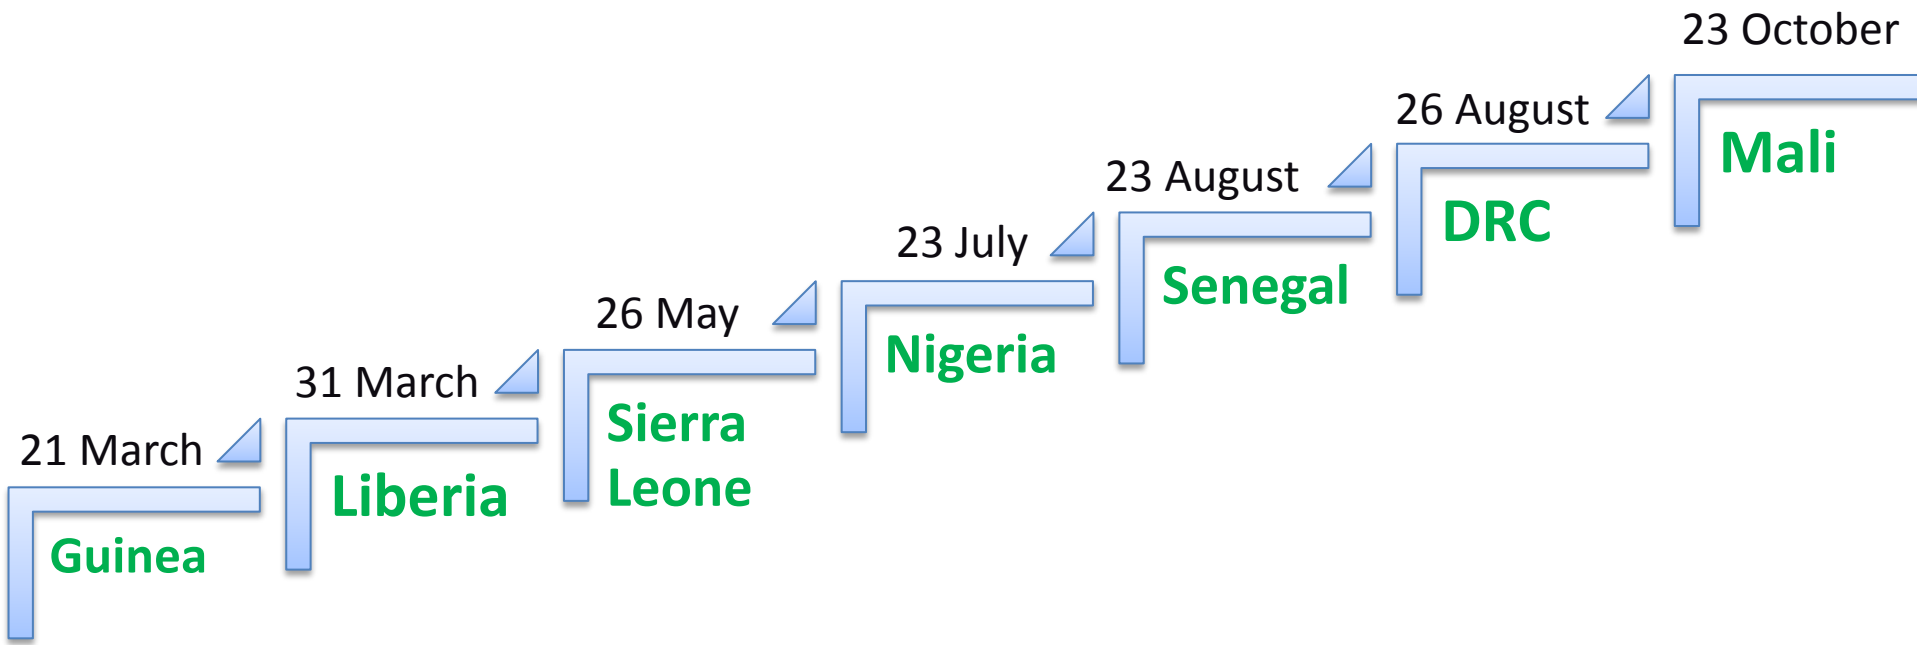 21 March
Guinea
31 March
Liberia
26 May
Sierra
Leone
23 July
Nigeria
23 August
Senegal
26 August
DRC
23 October
Mali